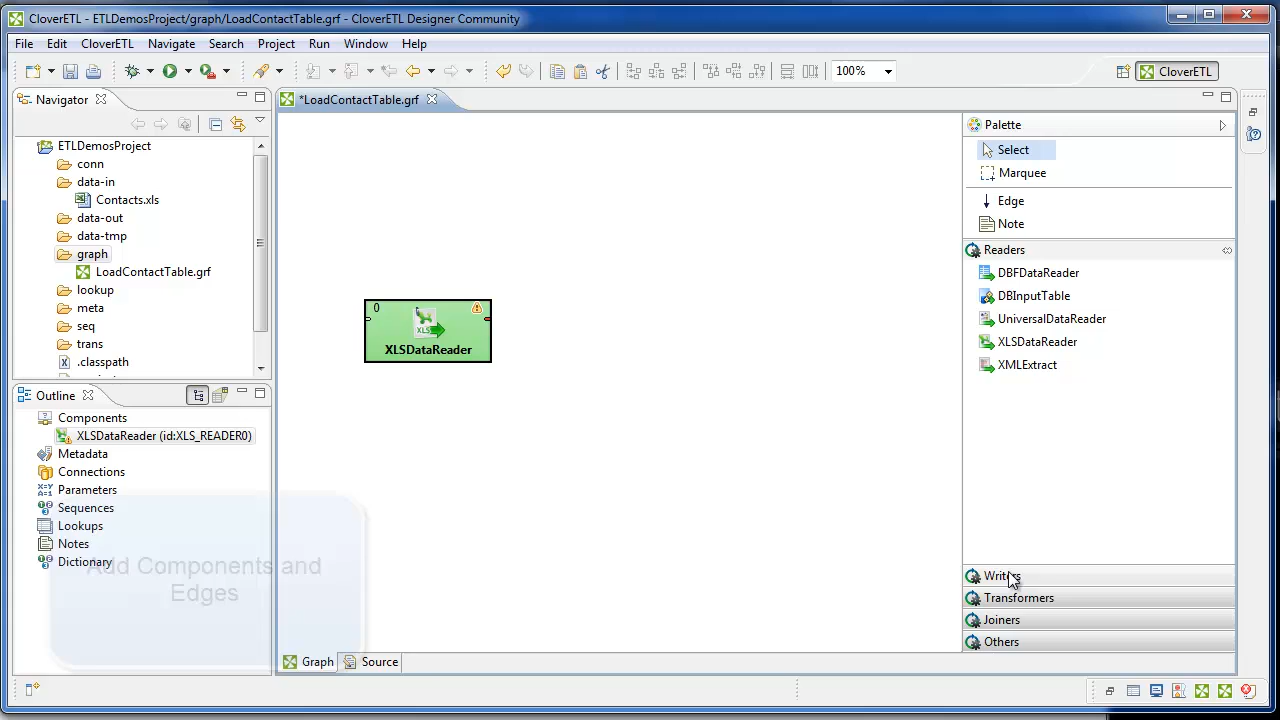 CloverETL - ETLDemosProject/graph/LoadContactTable.grf - CloverETL Designer Community
File Edit CloverETL Navigate Search Project Run Window Help
100%
CloverETL
Navigator
ETLDemosProject
conn
data-in
Contacts.xls
data-out
data-tmp
graph
LoadContactTable.grf
lookup
meta
seq
trans
.classpath
Outline
Components
XLSDataReader (id:XLS_READER0)
Metadata
Connections
Parameters
Sequences
Lookups
Notes
Dictionary
Add Components and
Edges
*LoadContactTable.grf
0
XLS
XLSDataReader
Graph
Source
Palette
Select
Marquee
Edge
Note
Readers
DBFDataReader
DBInputTable
UniversalDataReader
XLSDataReader
XMLExtract
Writers
Transformers
Joiners
Others